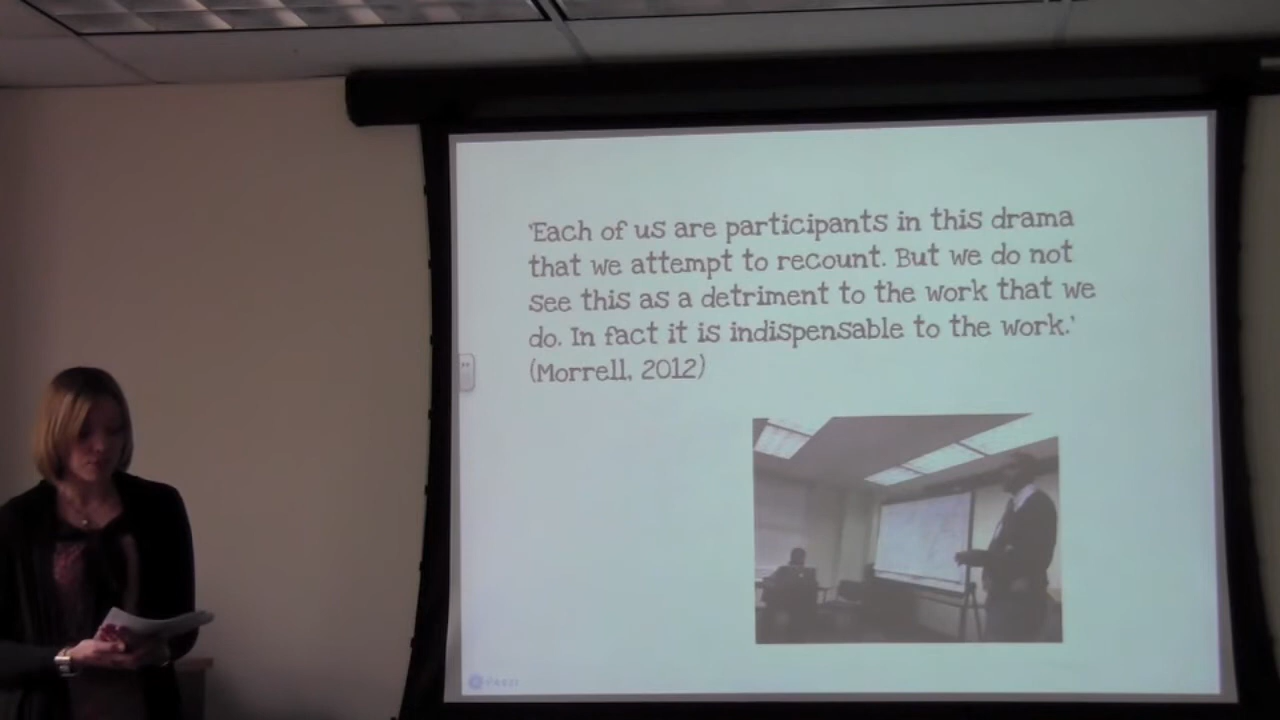 'Each of us are participants in this drama
that we attempt to recount. But we do not
see this as a detriment to the work that we
do. In fact it is indispensable to the work.'
(Morrell, 2012)